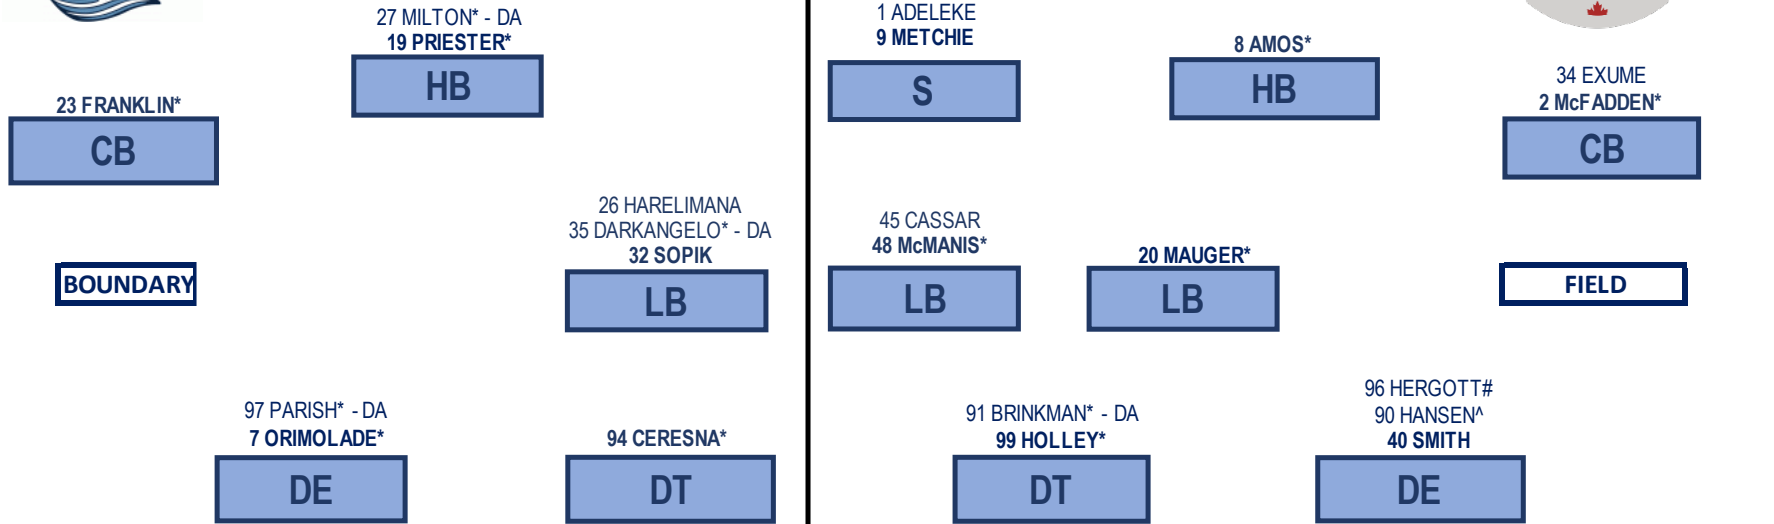 27 MILTON* - DA
19 PRIESTER*
HB
1 ADELEKE
9 METCHIE
S
8 AMOS*
HB
34 EXUME
2 McFADDEN*
CB
23 FRANKLIN*
CB
26 HARELIMANA
35 DARKANGELO* - DA
32 SOPIK
LB
45 CASSAR
48 McMANIS*
LB
20 MAUGER*
LB
BOUNDARY
FIELD
97 PARISH* - DA
7 ORIMOLADE*
DE
94 CERESNA*
DT
91 BRINKMAN* - DA
99 HOLLEY*
DT
96 HERGOTT#
90 HANSEN^
40 SMITH
DE